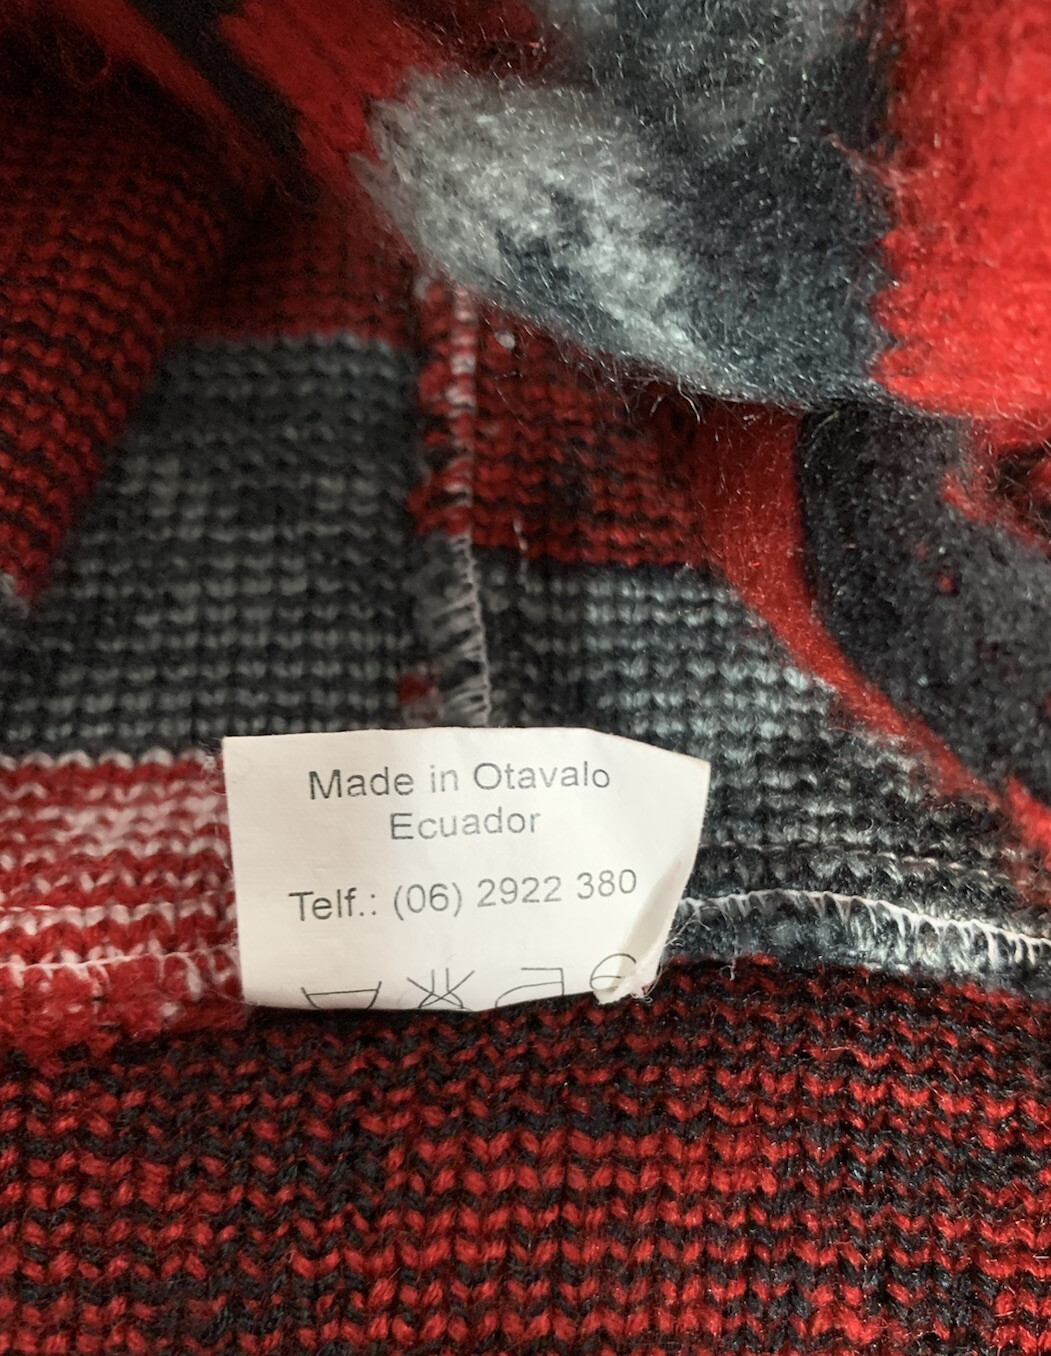 Made in Otavalo
Ecuador
Telf.: (06) 2922 380